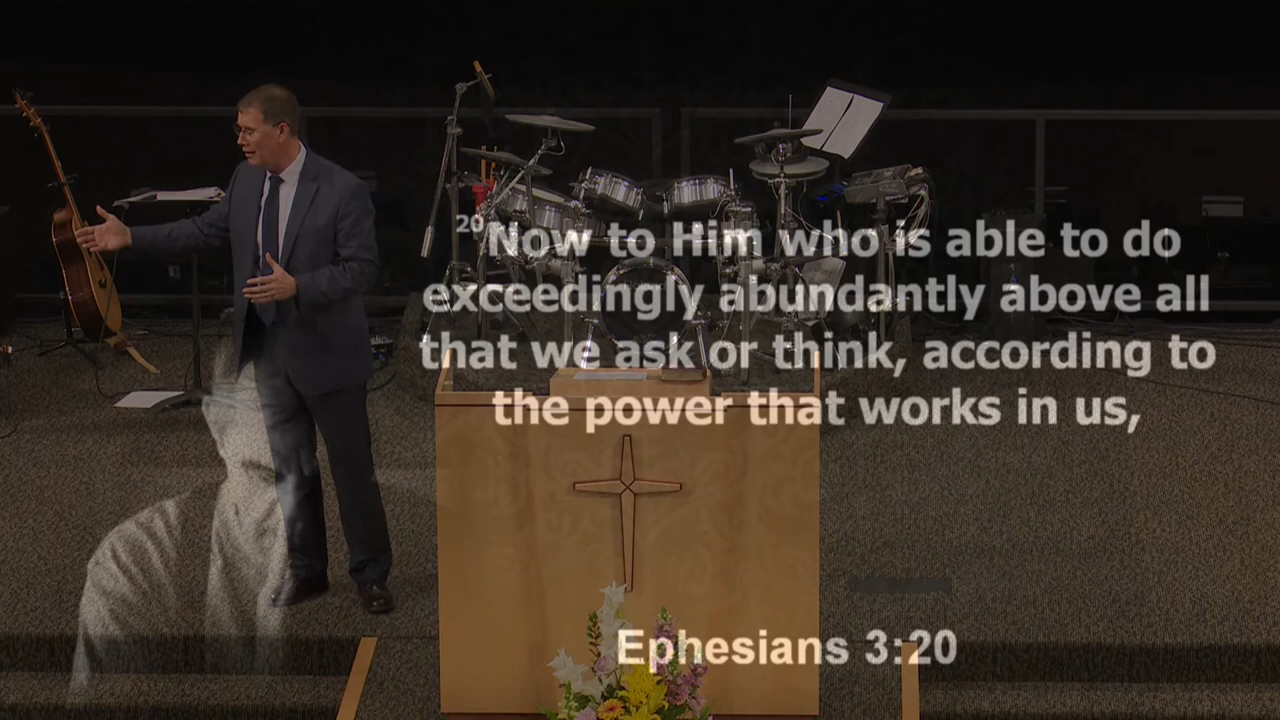 20Now to Him who is able to do
exceedingly abundantly above all
that we ask or think, according to
the power that works in us,
Ephesians 3:20